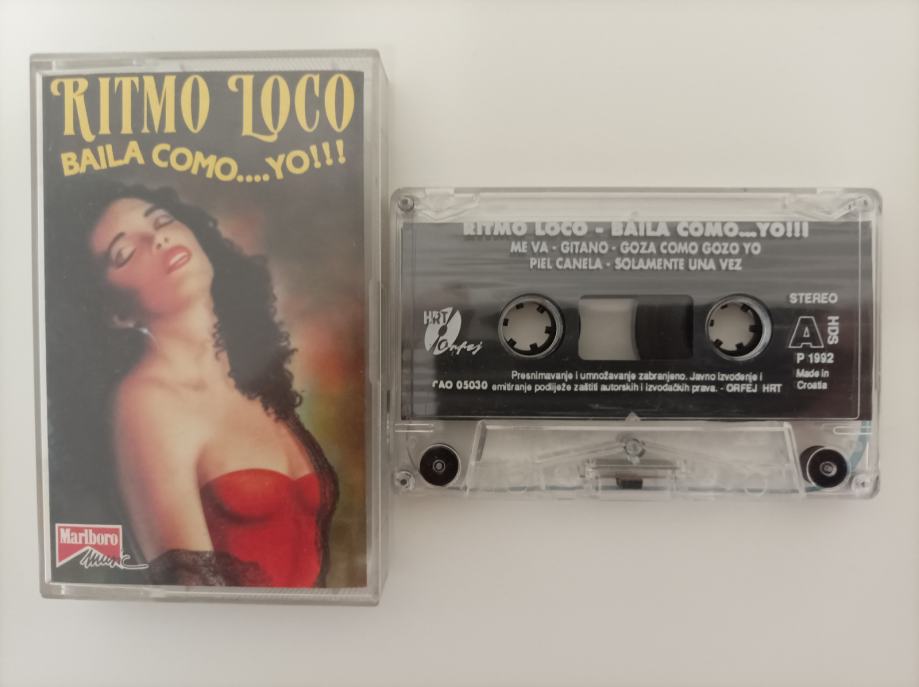 RITMO LOCO
BAILA COMO....YO!!!
Marlboro
music
RITMO LOCO - BAILA COMO....YO!!!
ME VA - GITANO - GOZA COMO GOZO YO
PIEL CANELA - SOLAMENTE UNA VEZ
HRT
Orfej
STEREO
A
HDS
P 1992
Made in
Croatia
CAO 05030
Presnimavanje i umnožavanje zabranjeno. Javno izvođenje i
emitiranje podliježe zaštiti autorskih i izvođačkih prava. - ORFEJ HRT